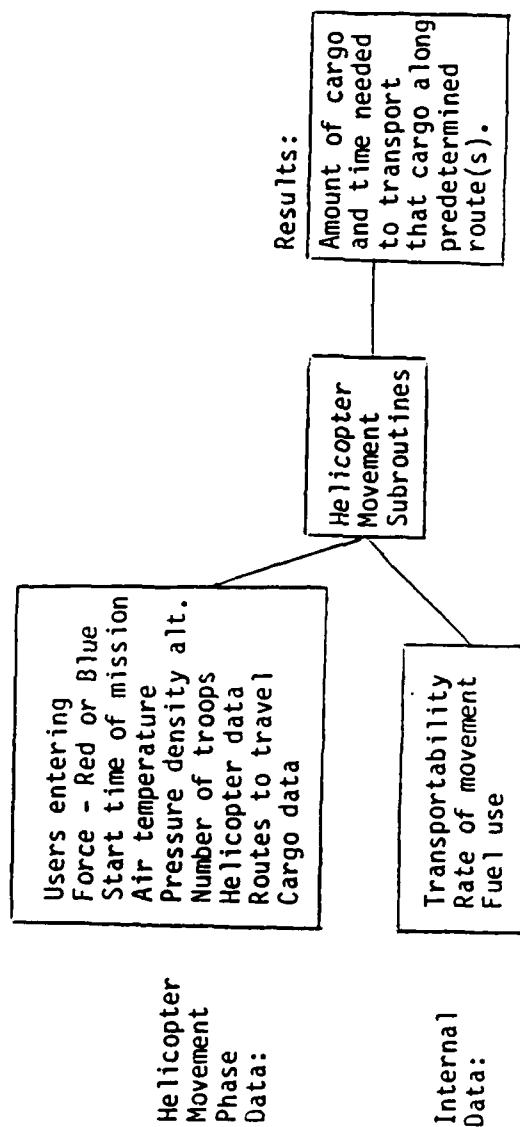 Helicopter
Movement
Phase
Data:
Users entering
Force - Red or Blue
Start time of mission
Air temperature
Pressure density alt.
Number of troops
Helicopter data
Routes to travel
Cargo data
Internal
Data:
Transportability
Rate of movement
Fuel use
Helicopter
Movement
Subroutines
Results:
Amount of cargo
and time needed
to transport
that cargo along
predetermined
route(s).